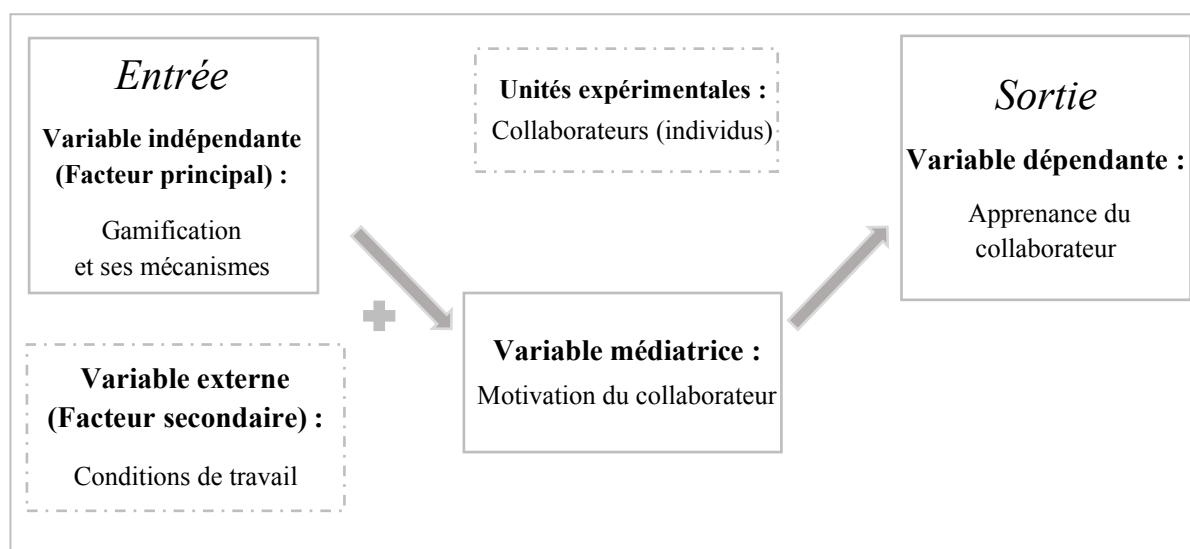 Entrée
Variable indépendante
(Facteur principal) :
Gamification
et ses mécanismes
Variable externe
(Facteur secondaire) :
Conditions de travail
Unités expérimentales :
Collaborateurs (individus)
Variable médiatrice :
Motivation du collaborateur
Sortie
Variable dépendante :
Apprenance du
collaborateur